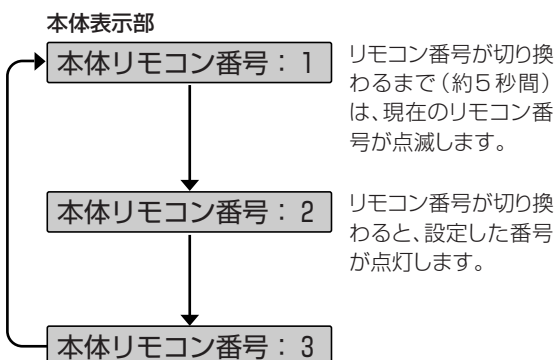 本体表示部
本体リモコン番号：1
リモコン番号が切り換
わるまで（約5秒間）
は、現在のリモコン番
号が点滅します。
本体リモコン番号：2
リモコン番号が切り換
わると、設定した番号
が点灯します。
本体リモコン番号：3